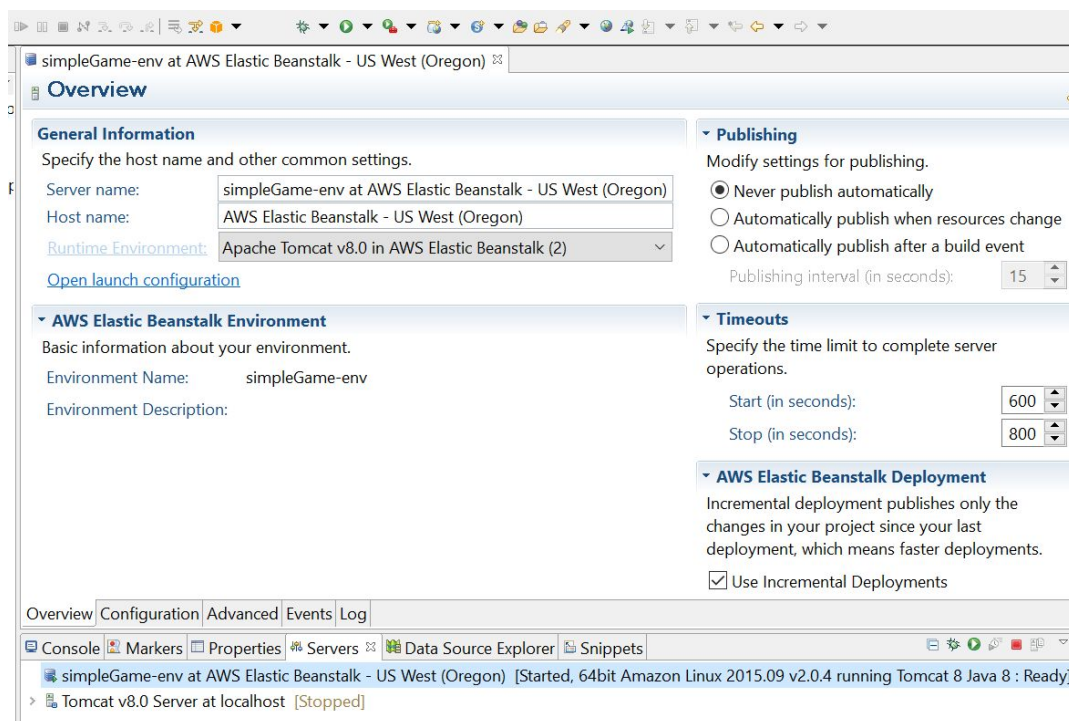 simpleGame-env at AWS Elastic Beanstalk - US West (Oregon)
Overview
General Information
Specify the host name and other common settings.
Server name: simpleGame-env at AWS Elastic Beanstalk - US West (Oregon)
Host name: AWS Elastic Beanstalk - US West (Oregon)
Runtime Environment: Apache Tomcat v8.0 in AWS Elastic Beanstalk (2)
Open launch configuration
AWS Elastic Beanstalk Environment
Basic information about your environment.
Environment Name: simpleGame-env
Environment Description:
Publishing
Modify settings for publishing.
Never publish automatically
Automatically publish when resources change
Automatically publish after a build event
Publishing interval (in seconds): 15
Timeouts
Specify the time limit to complete server
operations.
Start (in seconds): 600
Stop (in seconds): 800
AWS Elastic Beanstalk Deployment
Incremental deployment publishes only the
changes in your project since your last
deployment, which means faster deployments.
Use Incremental Deployments
Overview Configuration Advanced Events Log
Console Markers Properties Servers Data Source Explorer Snippets
simpleGame-env at AWS Elastic Beanstalk - US West (Oregon) [Started, 64bit Amazon Linux 2015.09 v2.0.4 running Tomcat 8 Java 8 : Ready]
Tomcat v8.0 Server at localhost [Stopped]